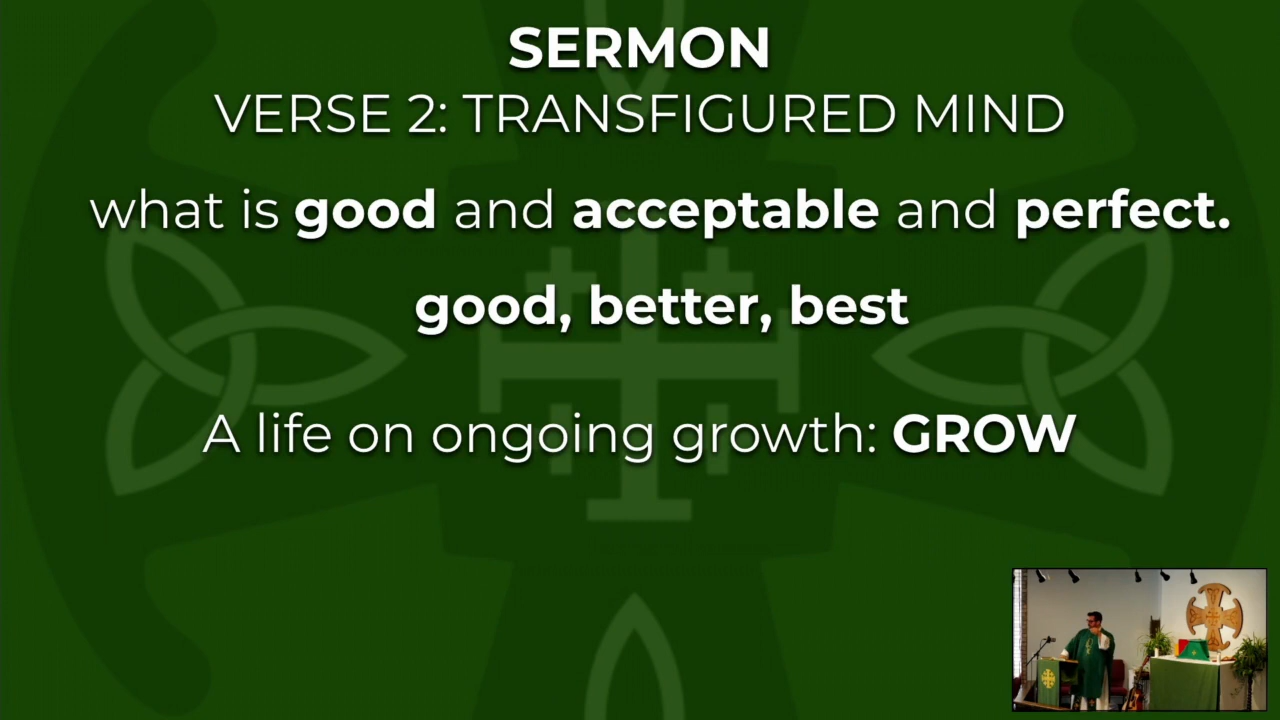 SERMON
VERSE 2: TRANSFIGURED MIND
what is good and acceptable and perfect.
good, better, best
A life on ongoing growth: GROW